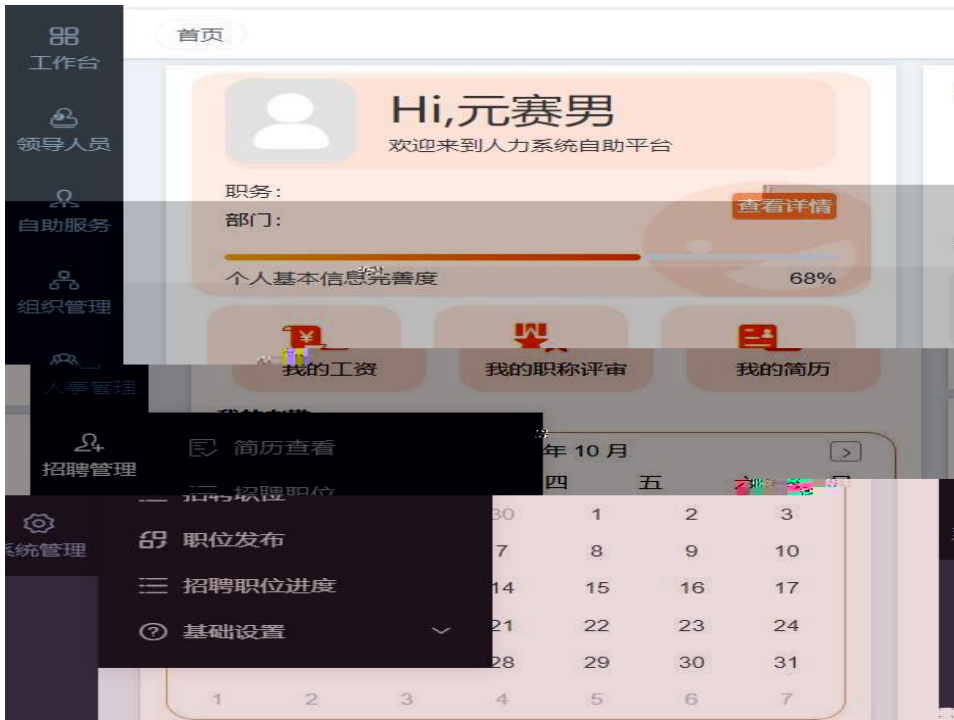 首页
工作台
领导人员
自助服务
组织管理
人事管理
招聘管理
系统管理
Hi,元赛男
欢迎来到人力系统自助平台
职务:
部门:
查看详情
个人基本信息完善度
68%
我的工资
我的职称评审
我的简历
简历查看
招聘职位
职位发布
招聘职位进度
基础设置
年 10 月
四 五 六 日
30 1 2 3
7 8 9 10
14 15 16 17
21 22 23 24
28 29 30 31
1 2 3 4 5 6 7